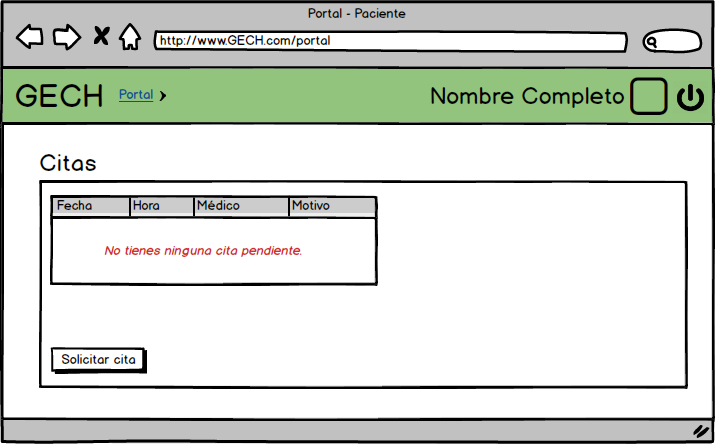 Portal - Paciente
http://www.GECH.com/portal
GECH Portal Nombre Completo
Citas
Fecha Hora Médico Motivo
No tienes ninguna cita pendiente.
Solicitar cita